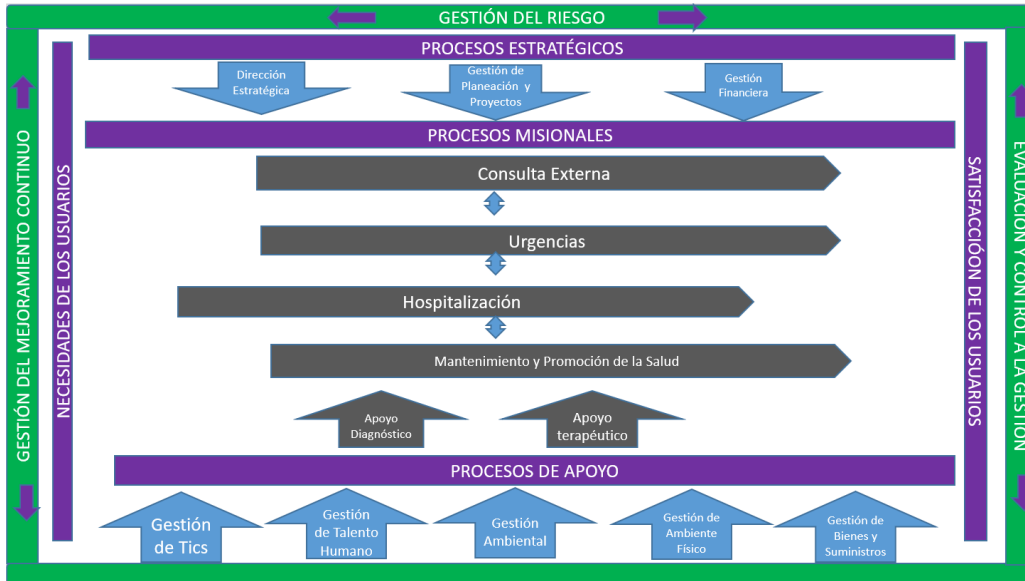 GESTIÓN DEL RIESGO
PROCESOS ESTRATÉGICOS
Dirección
Estratégica
Gestión de
Planeación y
Proyectos
Gestión
Financiera
PROCESOS MISIONALES
GESTIÓN DEL MEJORAMIENTO CONTINUO
NECESIDADES DE LOS USUARIOS
Consulta Externa
Urgencias
Hospitalización
Mantenimiento y Promoción de la Salud
Apoyo
Diagnóstico
Apoyo
terapéutico
SATISFACCIÓON DE LOS USUARIOS
EVALUACIÓN Y CONTROL A LA GESTIÓN
PROCESOS DE APOYO
Gestión
de Tics
Gestión
de Talento
Humano
Gestión
Ambiental
Gestión de
Ambiente
Físico
Gestión de
Bienes y
Suministros